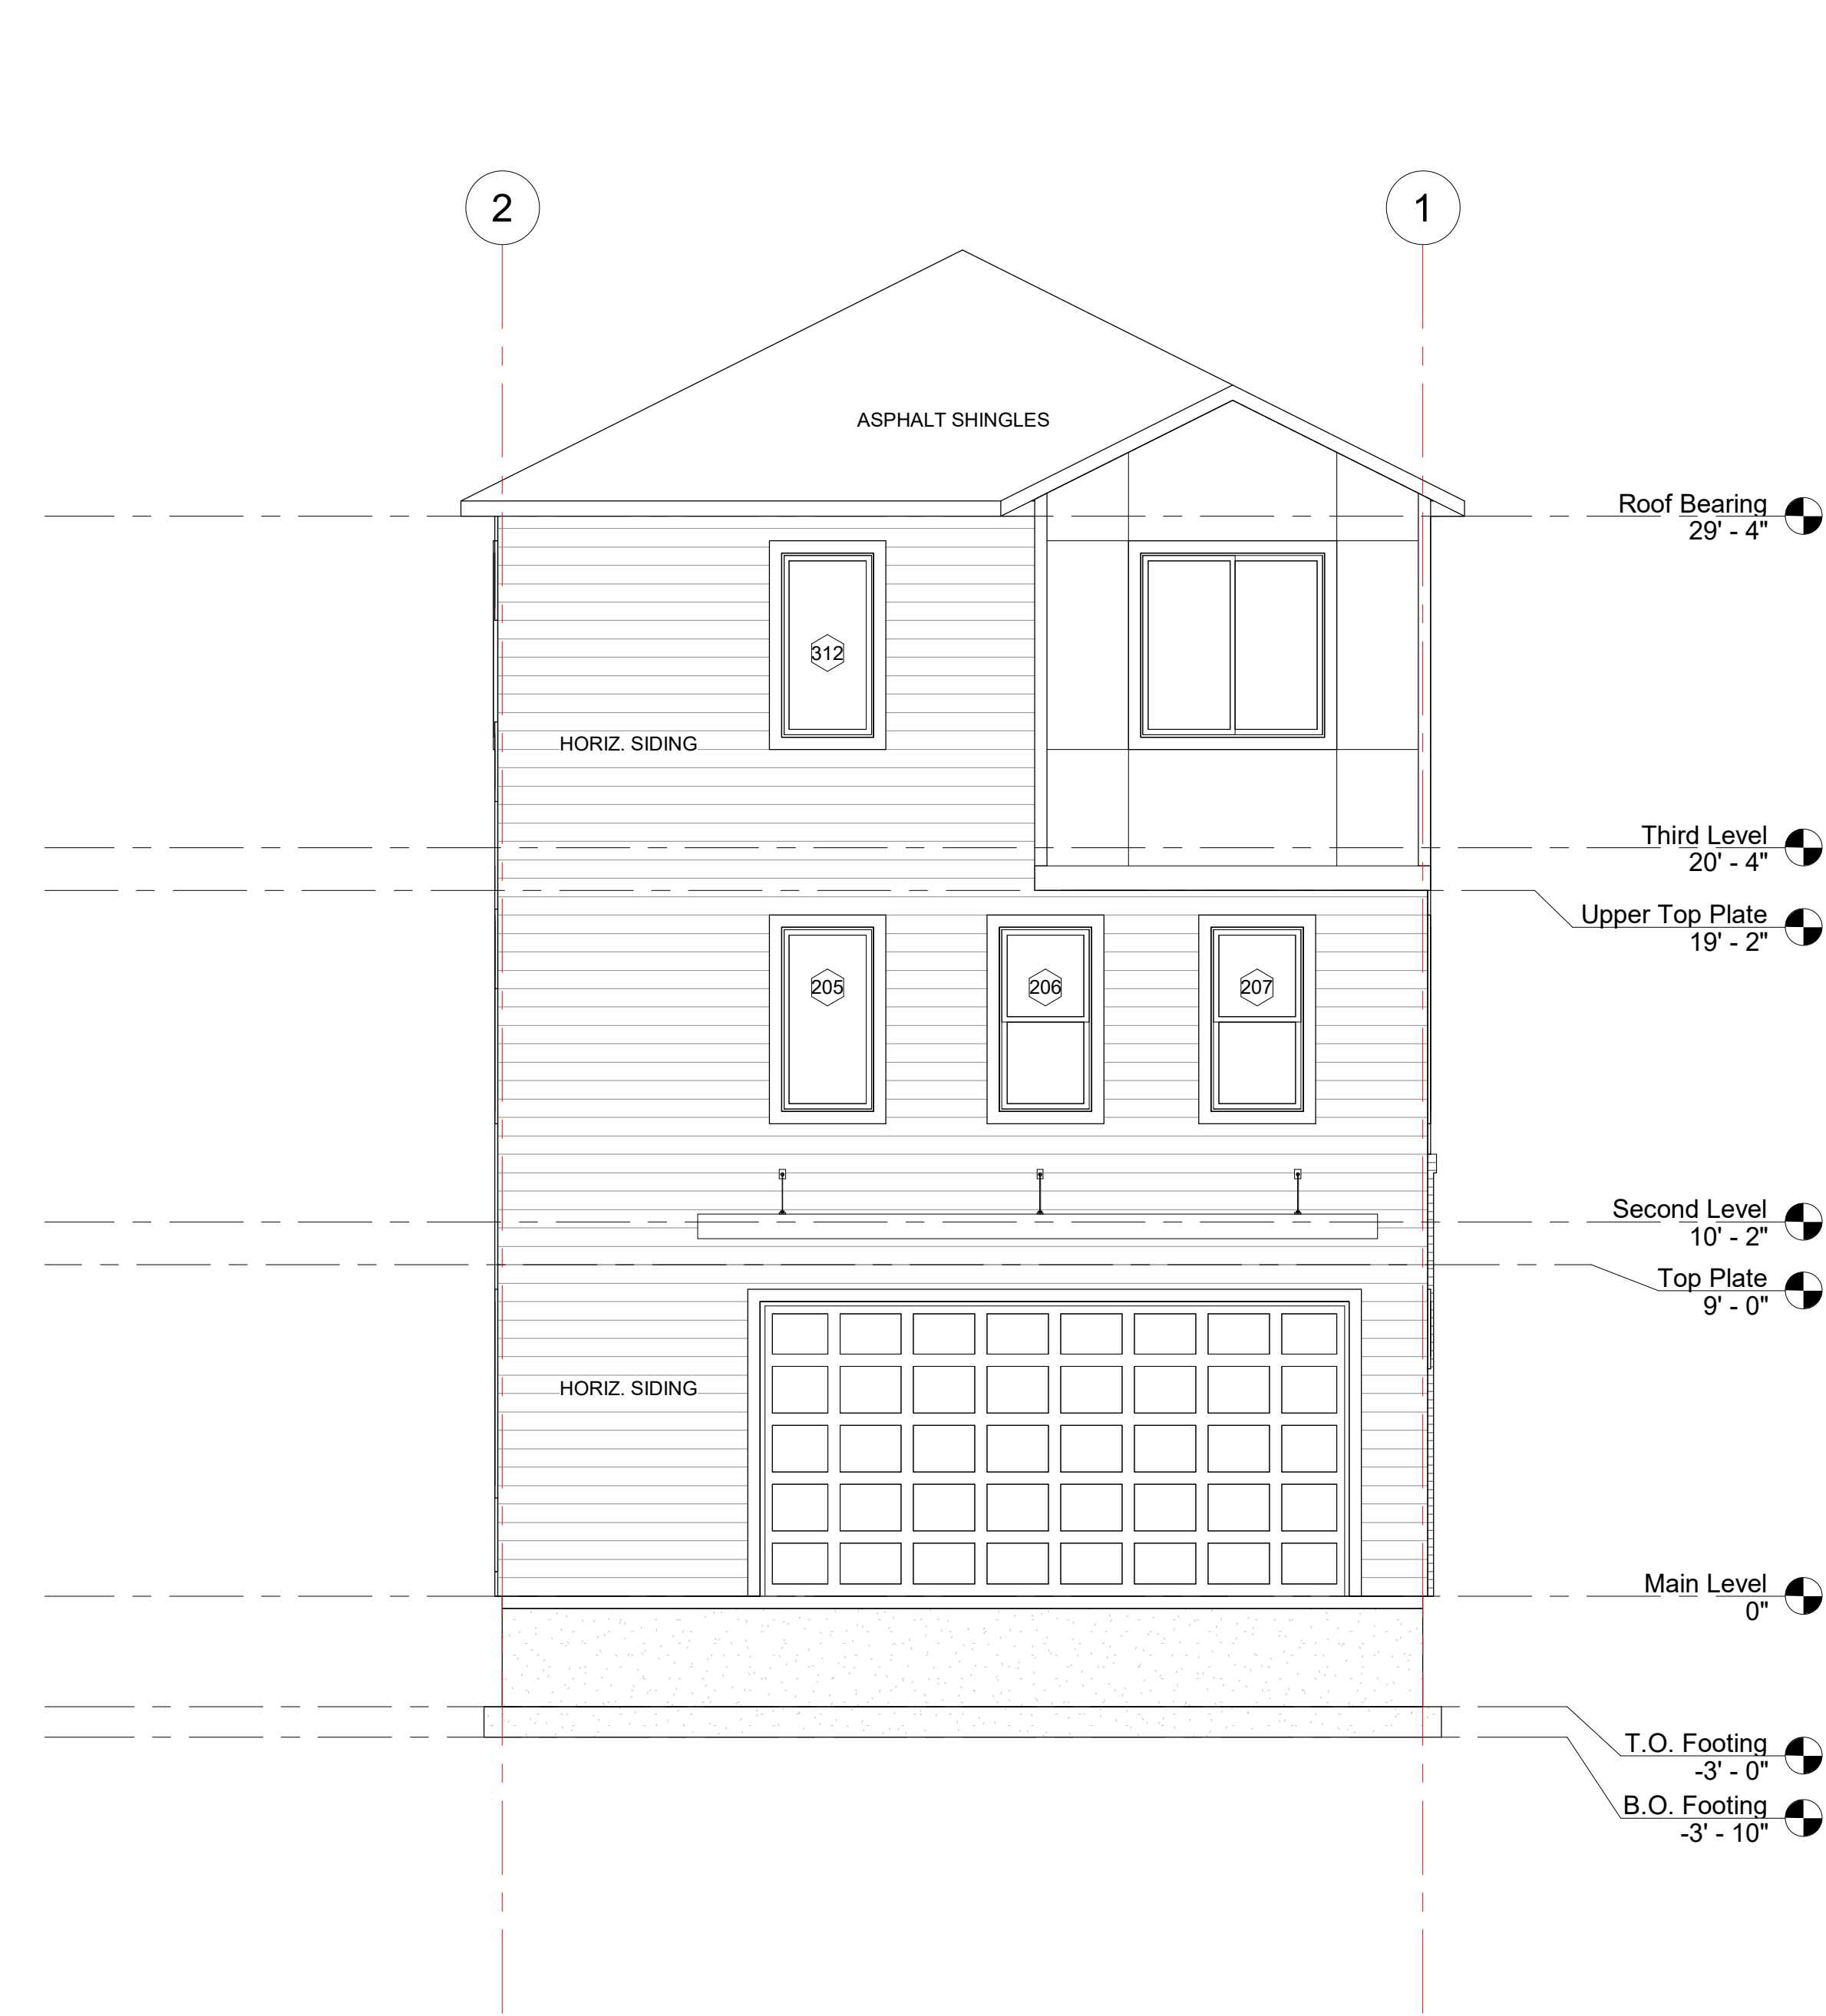 2
1
ASPHALT SHINGLES
Roof Bearing
29' - 4"
312
HORIZ. SIDING
Third Level
20' - 4"
Upper Top Plate
19' - 2"
205
206
207
Second Level
10' - 2"
Top Plate
9' - 0"
HORIZ. SIDING
Main Level
0"
T.O. Footing
-3' - 0"
B.O. Footing
-3' - 10"